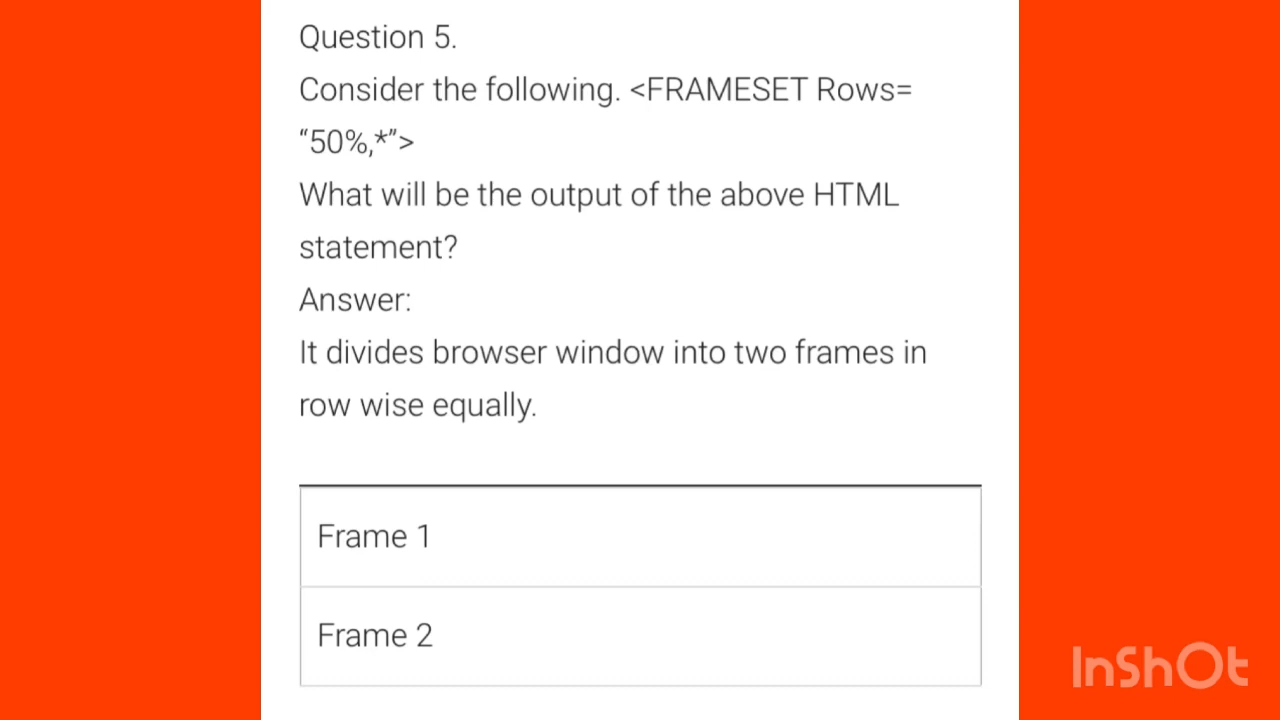 Question 5.
Consider the following. <FRAMESET Rows=
“50%,*”>
What will be the output of the above HTML
statement?
Answer:
It divides browser window into two frames in
row wise equally.
Frame 1
Frame 2
InShOt